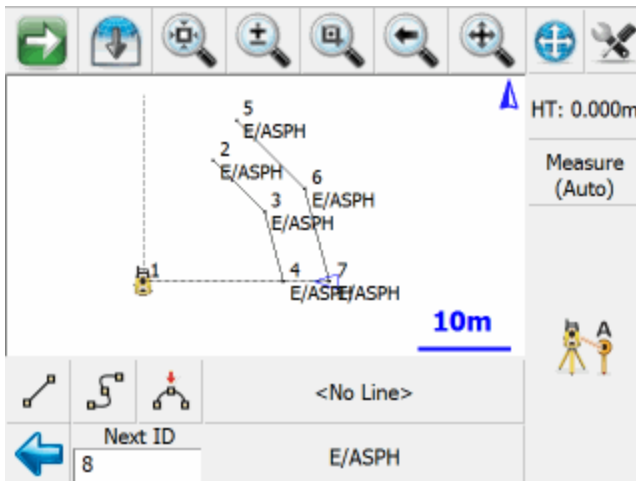 HT: 0.000m
Measure
(Auto)
5
E/ASPH
2
E/ASPH
6
E/ASPH
3
E/ASPH
1
4
7
E/ASPH
E/ASPH
10m
A
<No Line>
Next ID
8
E/ASPH